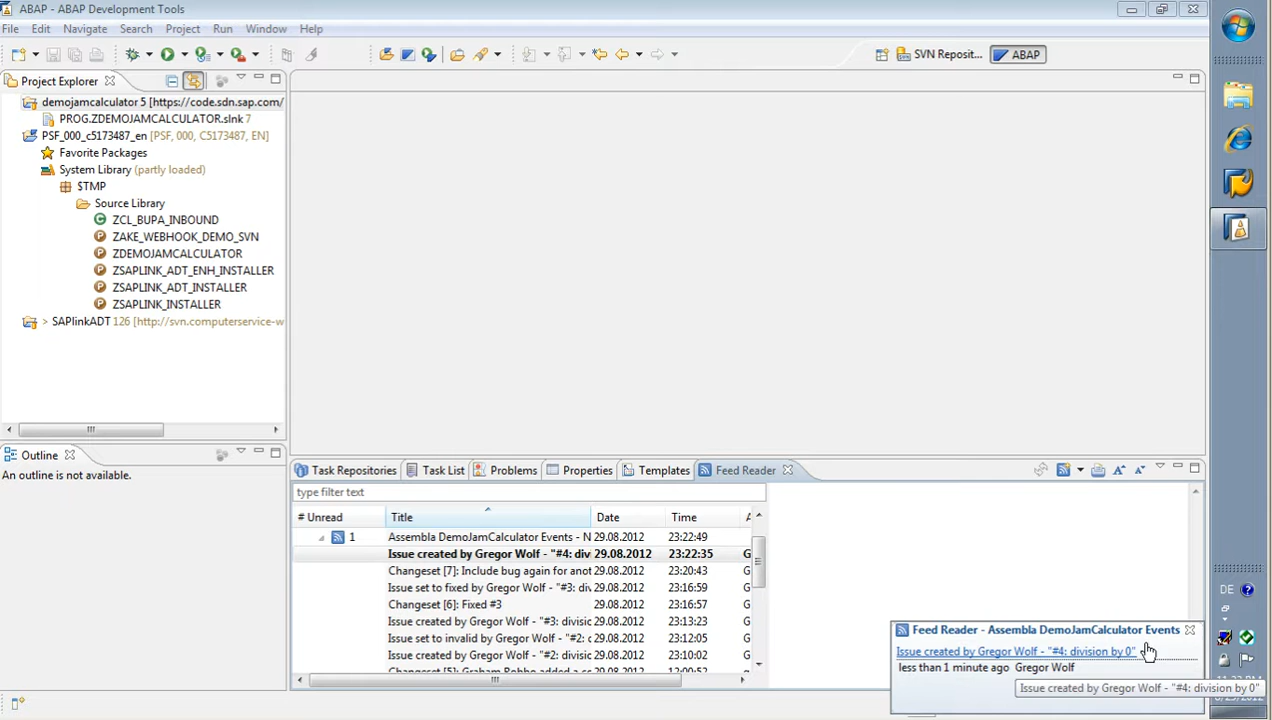 ABAP - ABAP Development Tools
File Edit Navigate Search Project Run Window Help
SVN Reposit... ABAP
Project Explorer
demojamcalculator 5 [https://code.sdn.sap.com/
PROG.ZDEMOJAMCALCULATOR.slnk 7
PSF_000_c5173487_en [PSF, 000, C5173487, EN]
Favorite Packages
System Library (partly loaded)
$TMP
Source Library
ZCL_BUPA_INBOUND
ZAKE_WEBHOOK_DEMO_SVN
ZDEMOJAMCALCULATOR
ZSAPLINK_ADT_ENH_INSTALLER
ZSAPLINK_ADT_INSTALLER
ZSAPLINK_INSTALLER
> SAPlinkADT 126 [http://svn.computerservice-w
Outline
An outline is not available.
Task Repositories Task List Problems Properties Templates Feed Reader
type filter text
# Unread Title Date Time A
1 Assembla DemoJamCalculator Events - N 29.08.2012 23:22:49
Issue created by Gregor Wolf - "#4: divi 29.08.2012 23:22:35 G
Changeset [7]: Include bug again for anot 29.08.2012 23:20:43 G
Issue set to fixed by Gregor Wolf - "#3: di 29.08.2012 23:16:59 G
Changeset [6]: Fixed #3 29.08.2012 23:16:57 G
Issue created by Gregor Wolf - "#3: divisic 29.08.2012 23:13:23 G
Issue set to invalid by Gregor Wolf - "#2: 29.08.2012 23:12:05 G
Issue created by Gregor Wolf - "#2: divisic 29.08.2012 23:10:02 G
Feed Reader - Assembla DemoJamCalculator Events
Issue created by Gregor Wolf - "#4: division by 0"
less than 1 minute ago Gregor Wolf
Issue created by Gregor Wolf - "#4: division by 0"
DE